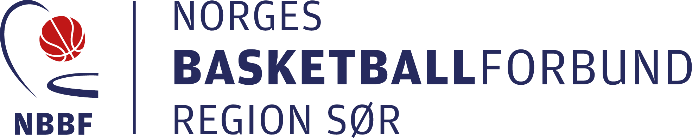 NBBF
NORGES
BASKETBALLFORBUND
REGION SØR